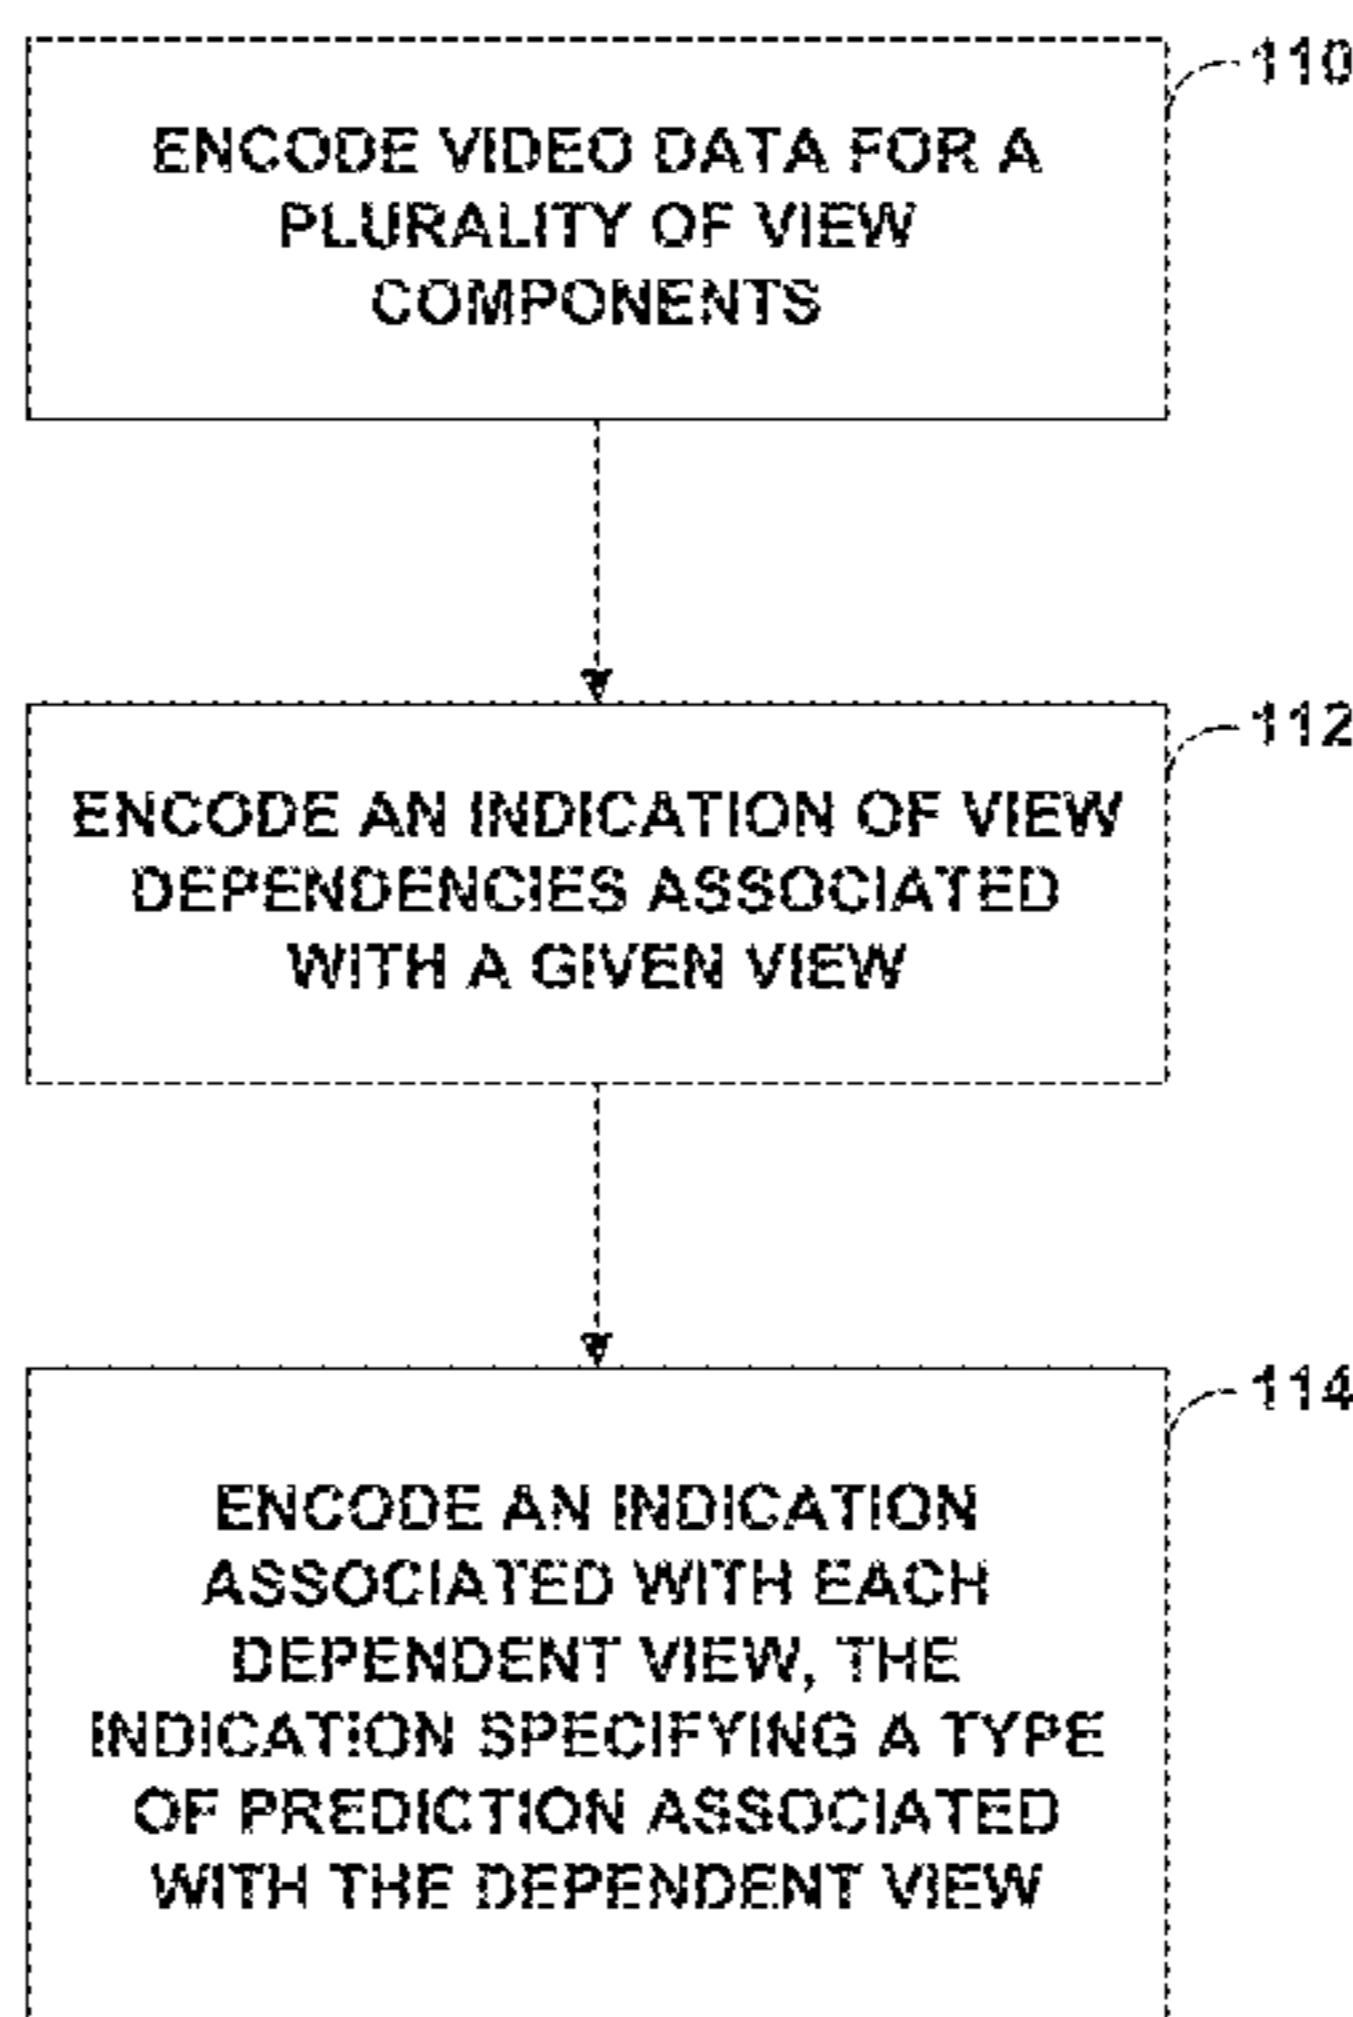 110
ENCODE VIDEO DATA FOR A
PLURALITY OF VIEW
COMPONENTS
112
ENCODE AN INDICATION OF VIEW
DEPENDENCIES ASSOCIATED
WITH A GIVEN VIEW
114
ENCODE AN INDICATION
ASSOCIATED WITH EACH
DEPENDENT VIEW, THE
INDICATION SPECIFYING A TYPE
OF PREDICTION ASSOCIATED
WITH THE DEPENDENT VIEW